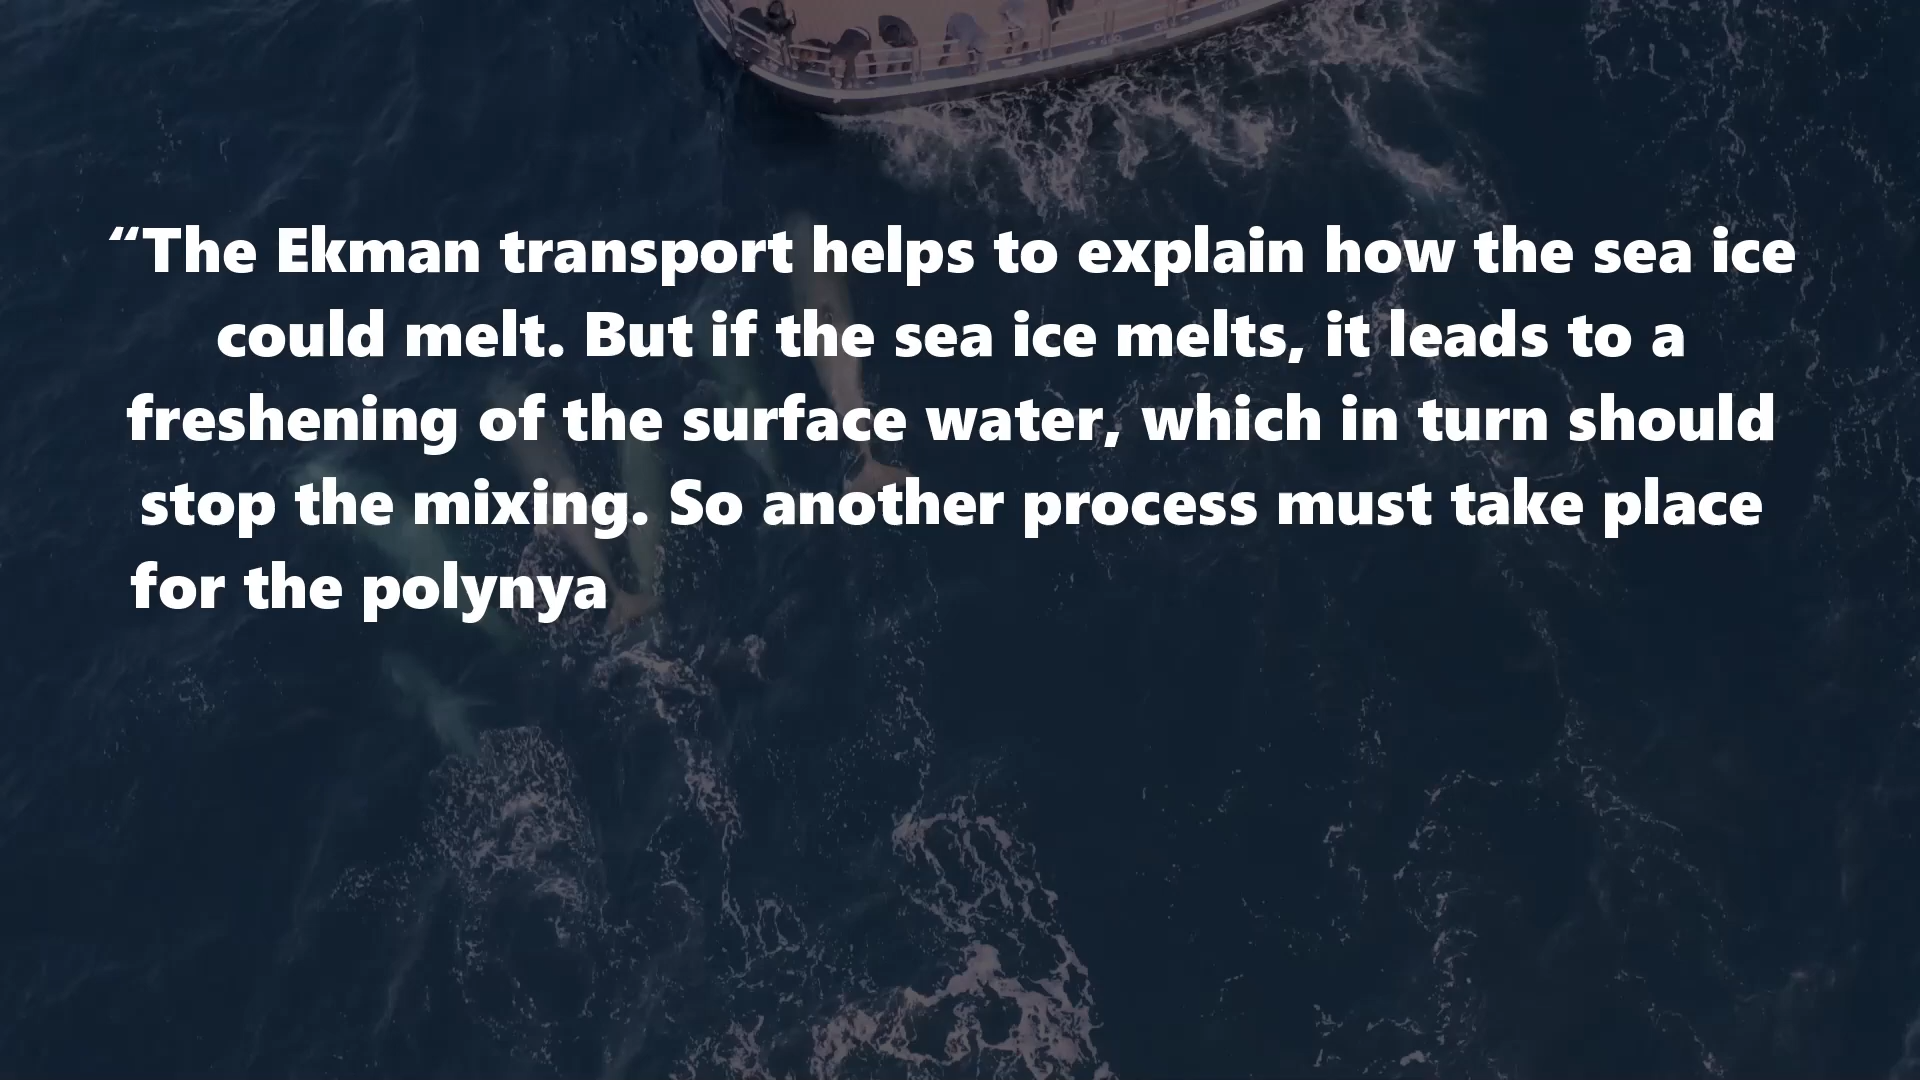 “The Ekman transport helps to explain how the sea ice
could melt. But if the sea ice melts, it leads to a
freshening of the surface water, which in turn should
stop the mixing. So another process must take place
for the polynya